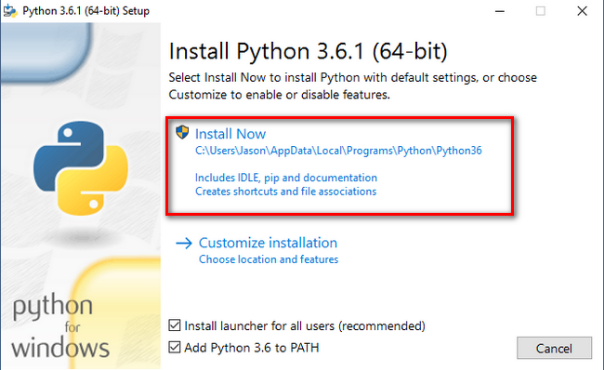 Python 3.6.1 (64-bit) Setup
Install Python 3.6.1 (64-bit)
Select Install Now to install Python with default settings, or choose
Customize to enable or disable features.
Install Now
C:\Users\Jason\AppData\Local\Programs\Python\Python36
Includes IDLE, pip and documentation
Creates shortcuts and file associations
Customize installation
Choose location and features
python
for
windows
Install launcher for all users (recommended)
Add Python 3.6 to PATH
Cancel